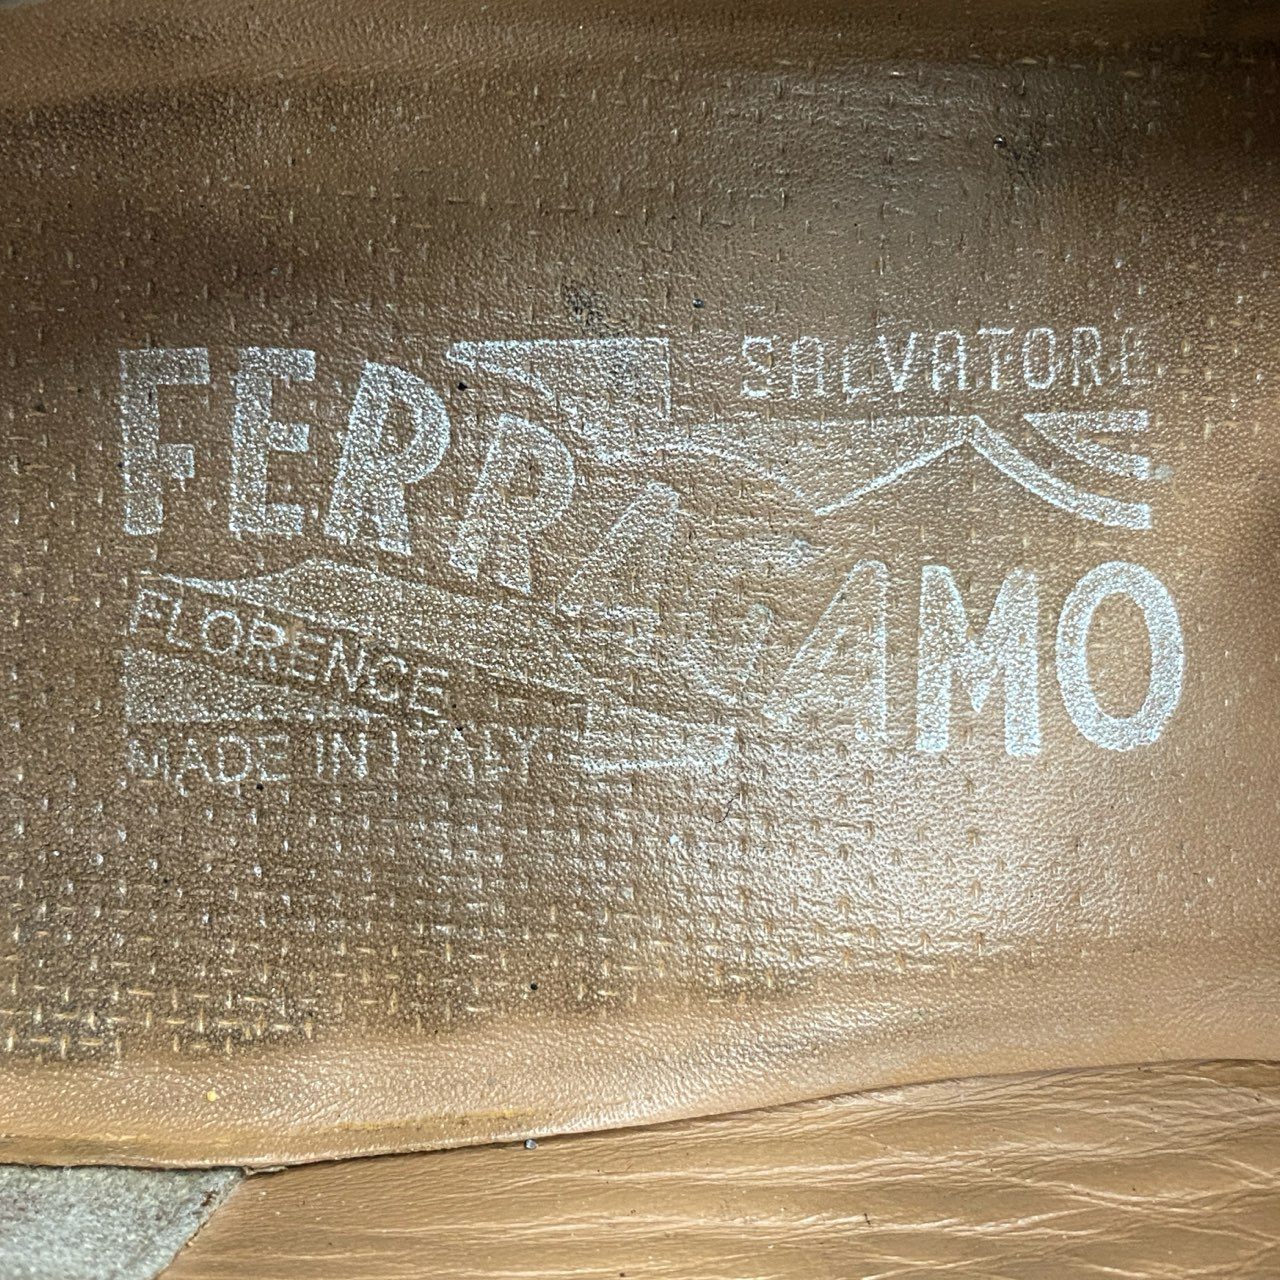 SALVATORE
FERRAGAMO
FLORENCE
MADE IN ITALY